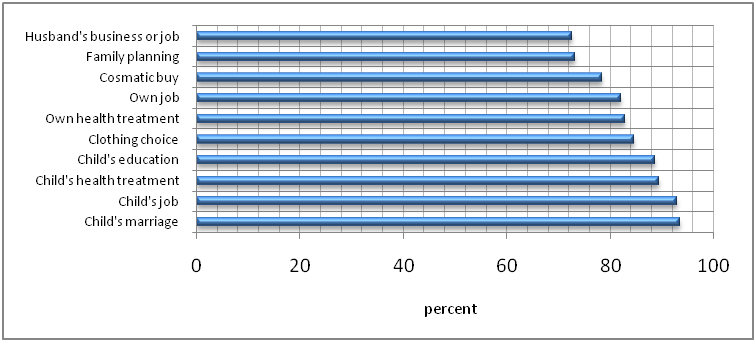 Husband's business or job
Family planning
Cosmatic buy
Own job
Own health treatment
Clothing choice
Child's education
Child's health treatment
Child's job
Child's marriage
0 20 40 60 80 100
percent